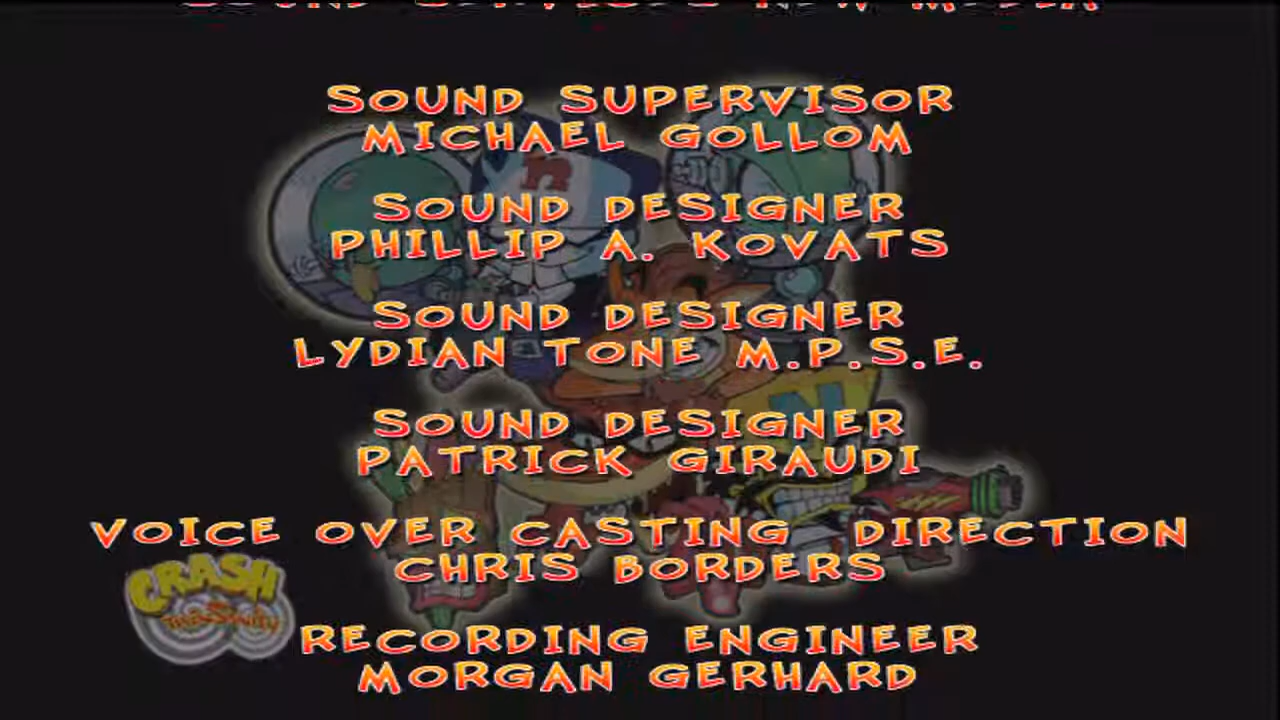 SOUND SUPERVISOR
MICHAEL GOLLOM
SOUND DESIGNER
PHILLIP A. KOVATS
SOUND DESIGNER
LYDIAN TONE M.P.S.E.
SOUND DESIGNER
PATRICK GIRAUDI
VOICE OVER CASTING DIRECTION
CHRIS BORDERS
CRASH
TWINSANITY
RECORDING ENGINEER
MORGAN GERHARD
n
N